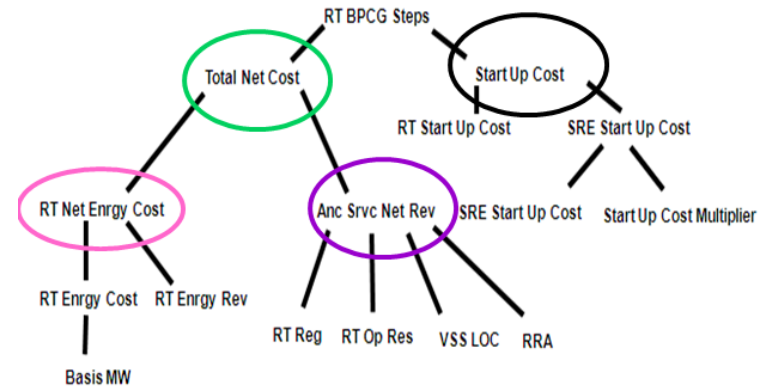 RT BPCG Steps
Total Net Cost
Start Up Cost
RT Start Up Cost
SRE Start Up Cost
RT Net Enrgy Cost
Anc Srvc Net Rev
SRE Start Up Cost
Start Up Cost Multiplier
RT Enrgy Cost
RT Enrgy Rev
RT Reg
RT Op Res
VSS LOC
RRA
Basis MW